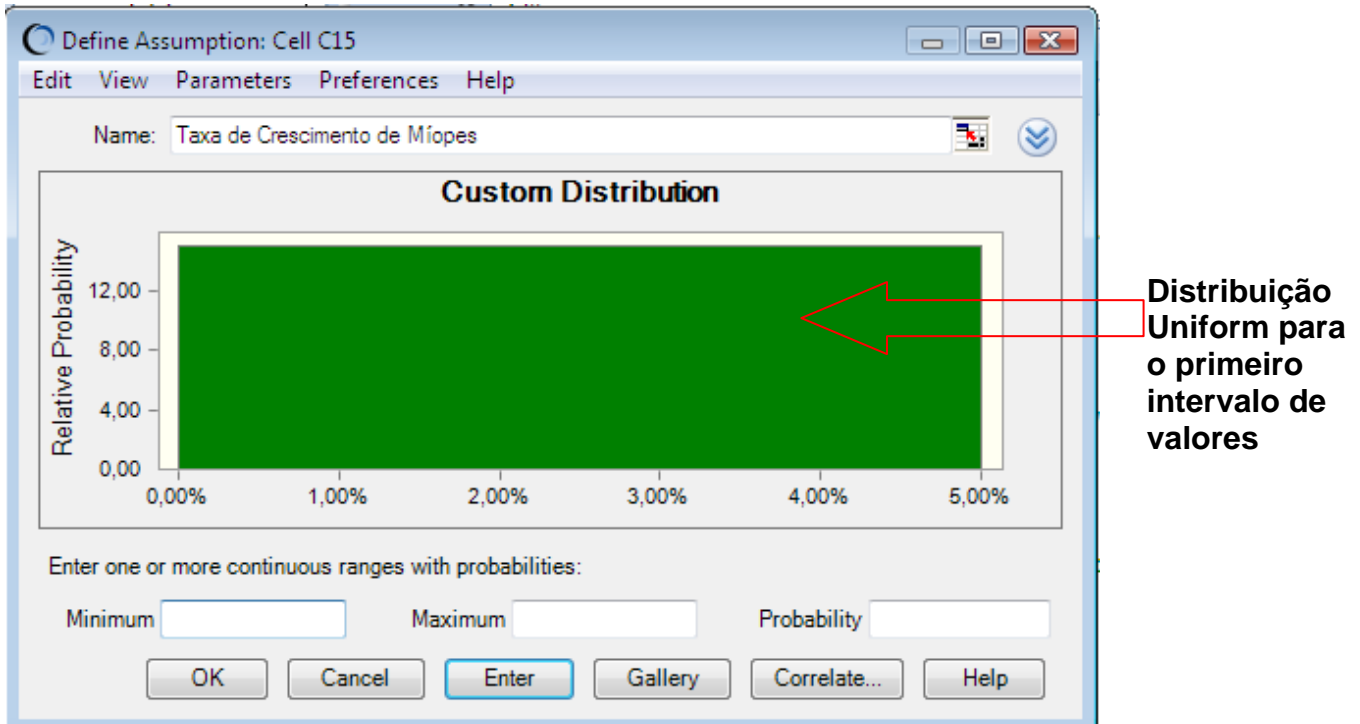 Define Assumption: Cell C15
Edit View Parameters Preferences Help
Name: Taxa de Crescimento de Míopes
Custom Distribution
Relative Probability
12,00
8,00
4,00
0,00
0,00% 1,00% 2,00% 3,00% 4,00% 5,00%
Distribuição
Uniform para
o primeiro
intervalo de
valores
Enter one or more continuous ranges with probabilities:
Minimum Maximum Probability
OK Cancel Enter Gallery Correlate... Help